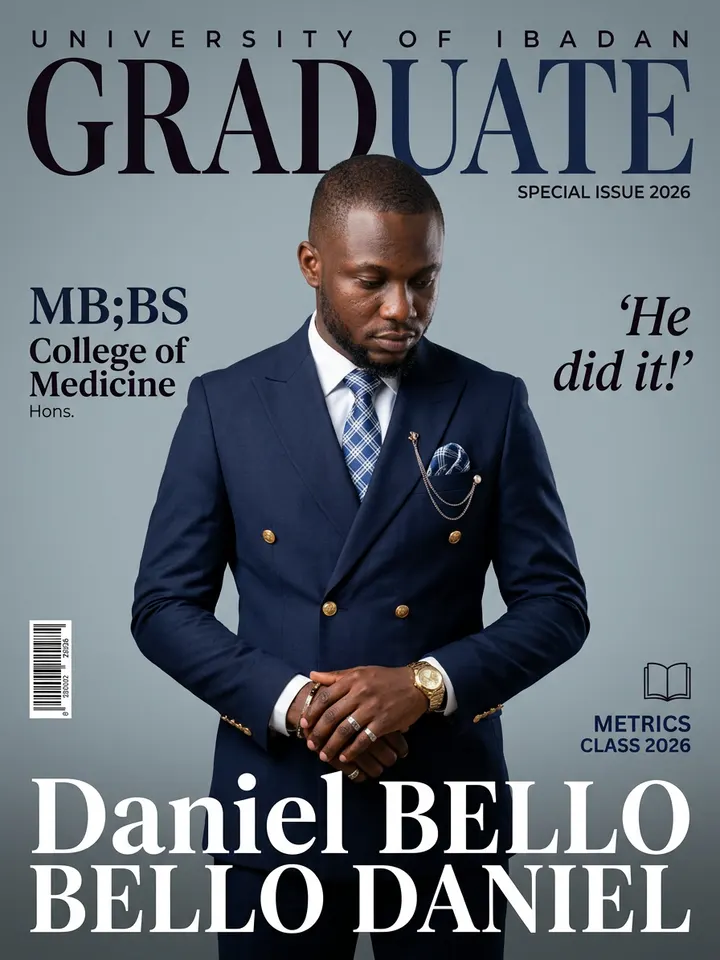 UNIVERSITY OF IBADAN
GRADUATE
SPECIAL ISSUE 2026
MB;BS
College of
Medicine
Hons.
‘He
did it!’
METRICS
CLASS 2026
Daniel BELLO
BELLO DANIEL